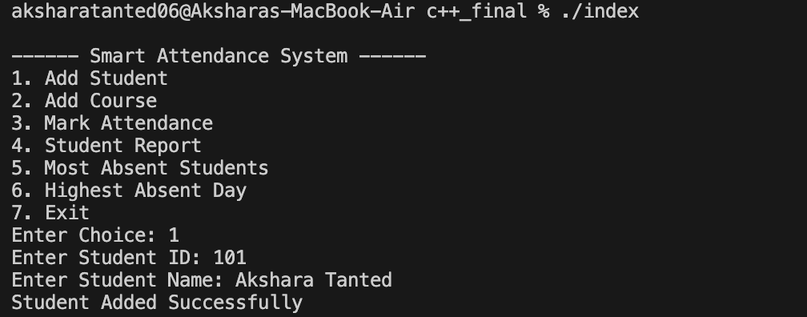 aksharatanted06@Aksharas-MacBook-Air c++_final % ./index
—————— Smart Attendance System ——————
1. Add Student
2. Add Course
3. Mark Attendance
4. Student Report
5. Most Absent Students
6. Highest Absent Day
7. Exit
Enter Choice: 1
Enter Student ID: 101
Enter Student Name: Akshara Tanted
Student Added Successfully